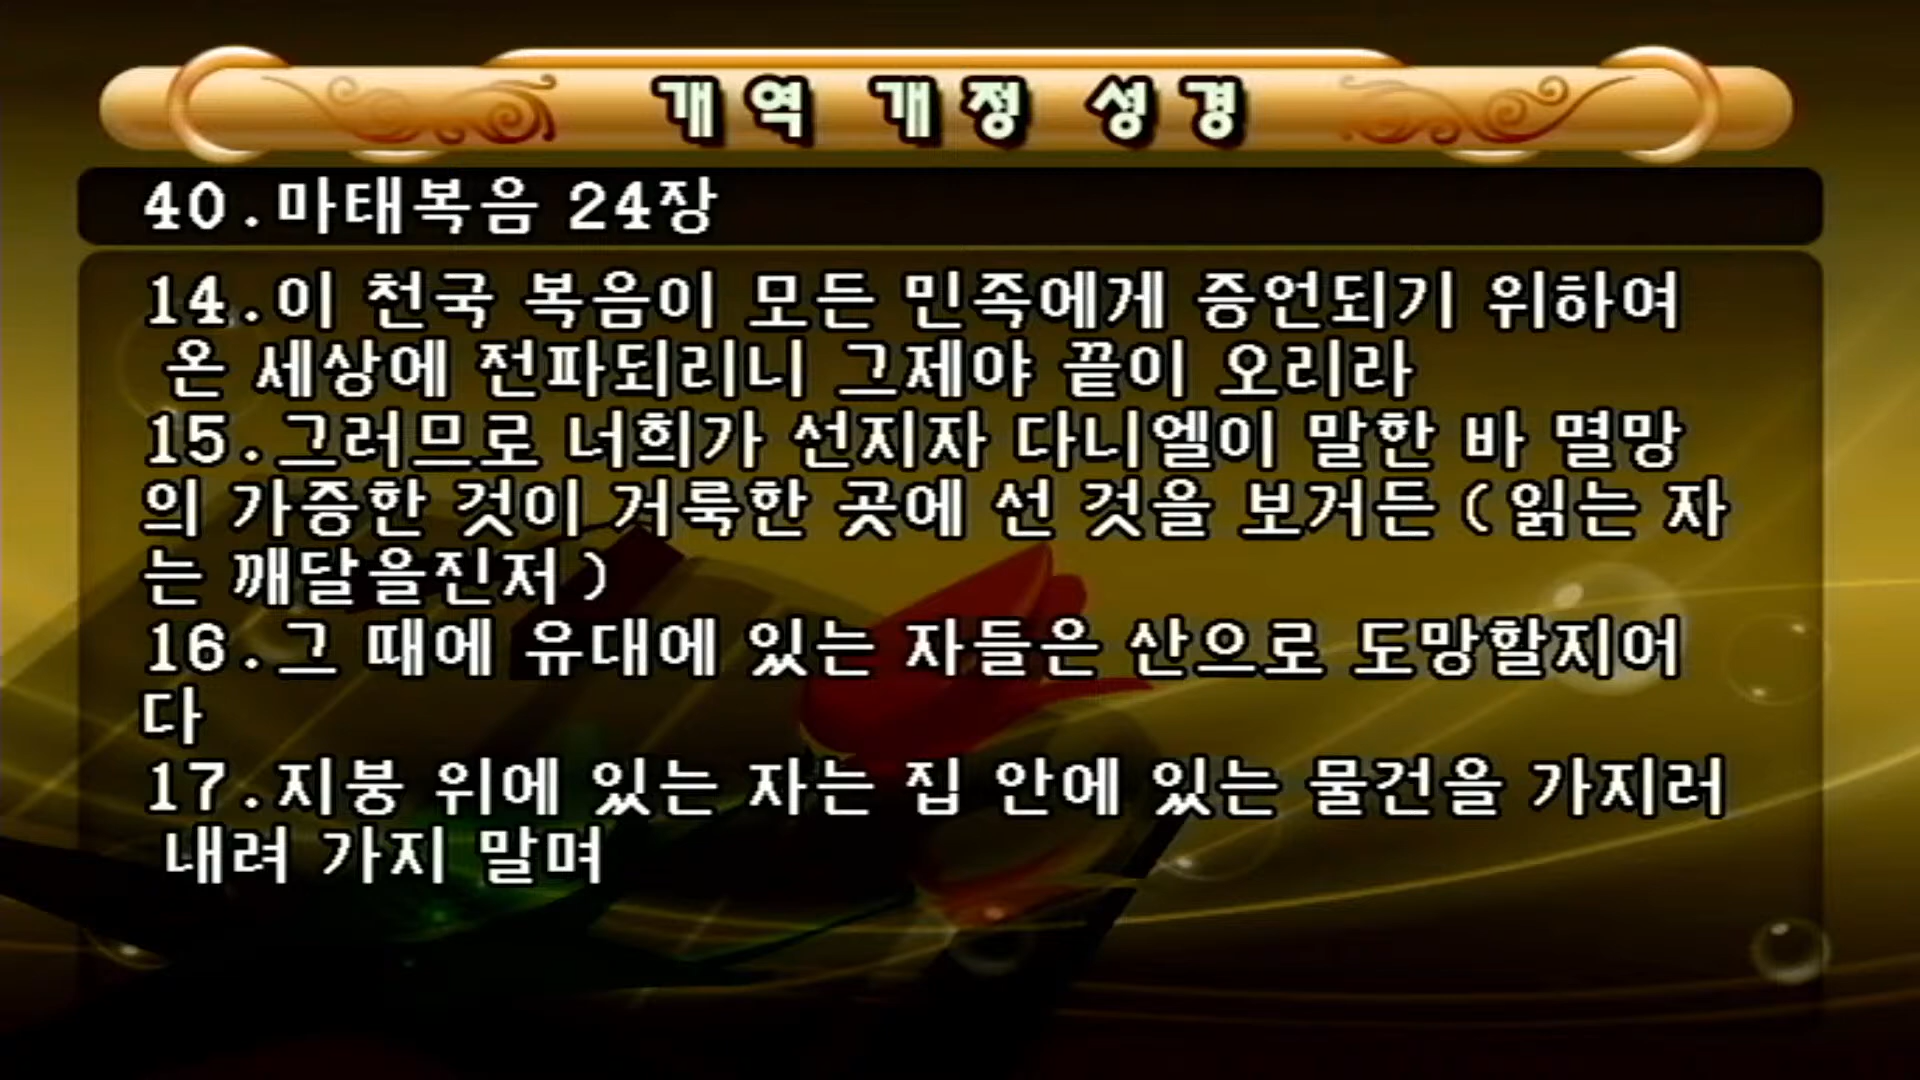 개역 개정 성경
40.마태복음 24장
14.이 천국 복음이 모든 민족에게 증언되기 위하여
온 세상에 전파되리니 그제야 끝이 오리라
15.그러므로 너희가 선지자 다니엘이 말한 바 멸망
의 가증한 것이 거룩한 곳에 선 것을 보거든(읽는 자
는 깨달을진저)
16.그 때에 유대에 있는 자들은 산으로 도망할지어
다
17.지붕 위에 있는 자는 집 안에 있는 물건을 가지러
내려 가지 말며